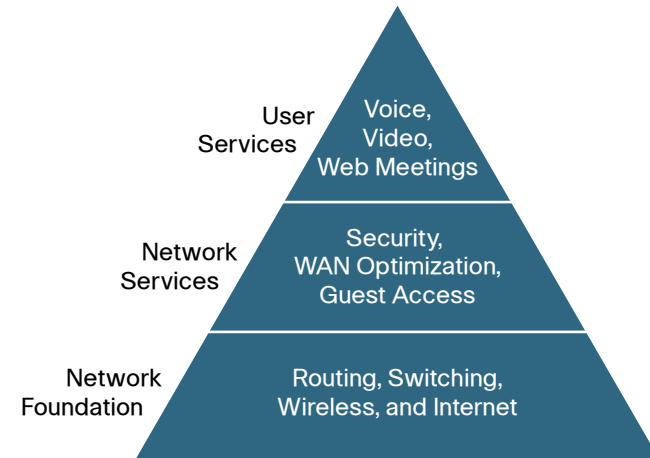 User
Services
Voice,
Video,
Web Meetings
Network
Services
Security,
WAN Optimization,
Guest Access
Network
Foundation
Routing, Switching,
Wireless, and Internet